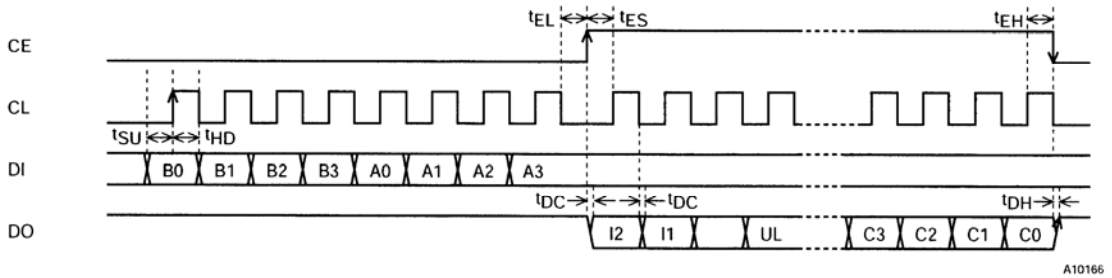 tEL tES tEH
CE
CL
tSU tHD
DI B0 B1 B2 B3 A0 A1 A2 A3
tDC tDC tDH
DO I2 I1 UL C3 C2 C1 C0
A10166